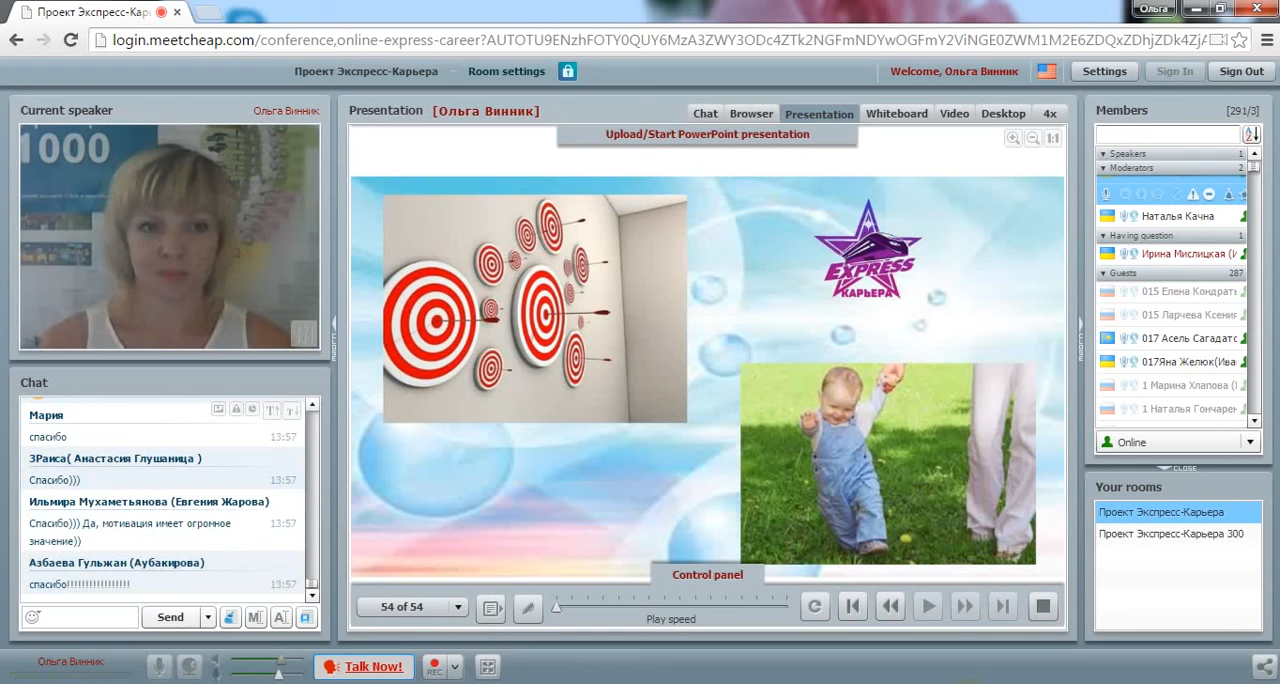 Проект Экспресс-Кар
Ольга
login.meetcheap.com/conference,online-express-career?AUTOTU9ENzhFOTY0QUY6MzA3ZWY3ODc4ZTk2NGFmNDYwOGFmY2ViNGE0ZWM1M2E6ZDQxZDhjZDk4ZjA
Проект Экспресс-Карьера
Room settings
Welcome, Ольга Винник
Settings
Sign In
Sign Out
Current speaker
Ольга Винник
1000
Presentation [Ольга Винник]
Chat
Browser
Presentation
Whiteboard
Video
Desktop
4x
Upload/Start PowerPoint presentation
1:1
EXPRESS
КАРЬЕРА
Control panel
54 of 54
Play speed
Chat
Мария
спасибо 13:57
ЗРаиса( Анастасия Глушаница )
Спасибо))) 13:57
Ильмира Мухаметьянова (Евгения Жарова)
Спасибо))) Да, мотивация имеет огромное 13:57
значение))
Азбаева Гульжан (Аубакирова)
спасибо!!!!!!!!!!!!!!!!! 13:57
Send
Members [291/3]
Speakers 1
Moderators 2
Наталья Качна
Having question 1
Ирина Мислицкая (И
Guests 287
015 Елена Кондрать
015 Ларчева Ксения
017 Асель Сагадатс
017Яна Желюк(Ива
1 Марина Хлапова (
1 Наталья Гончаре
Online
CLOSE
Your rooms
Проект Экспресс-Карьера
Проект Экспресс-Карьера 300
Ольга Винник
Talk Now!
REC